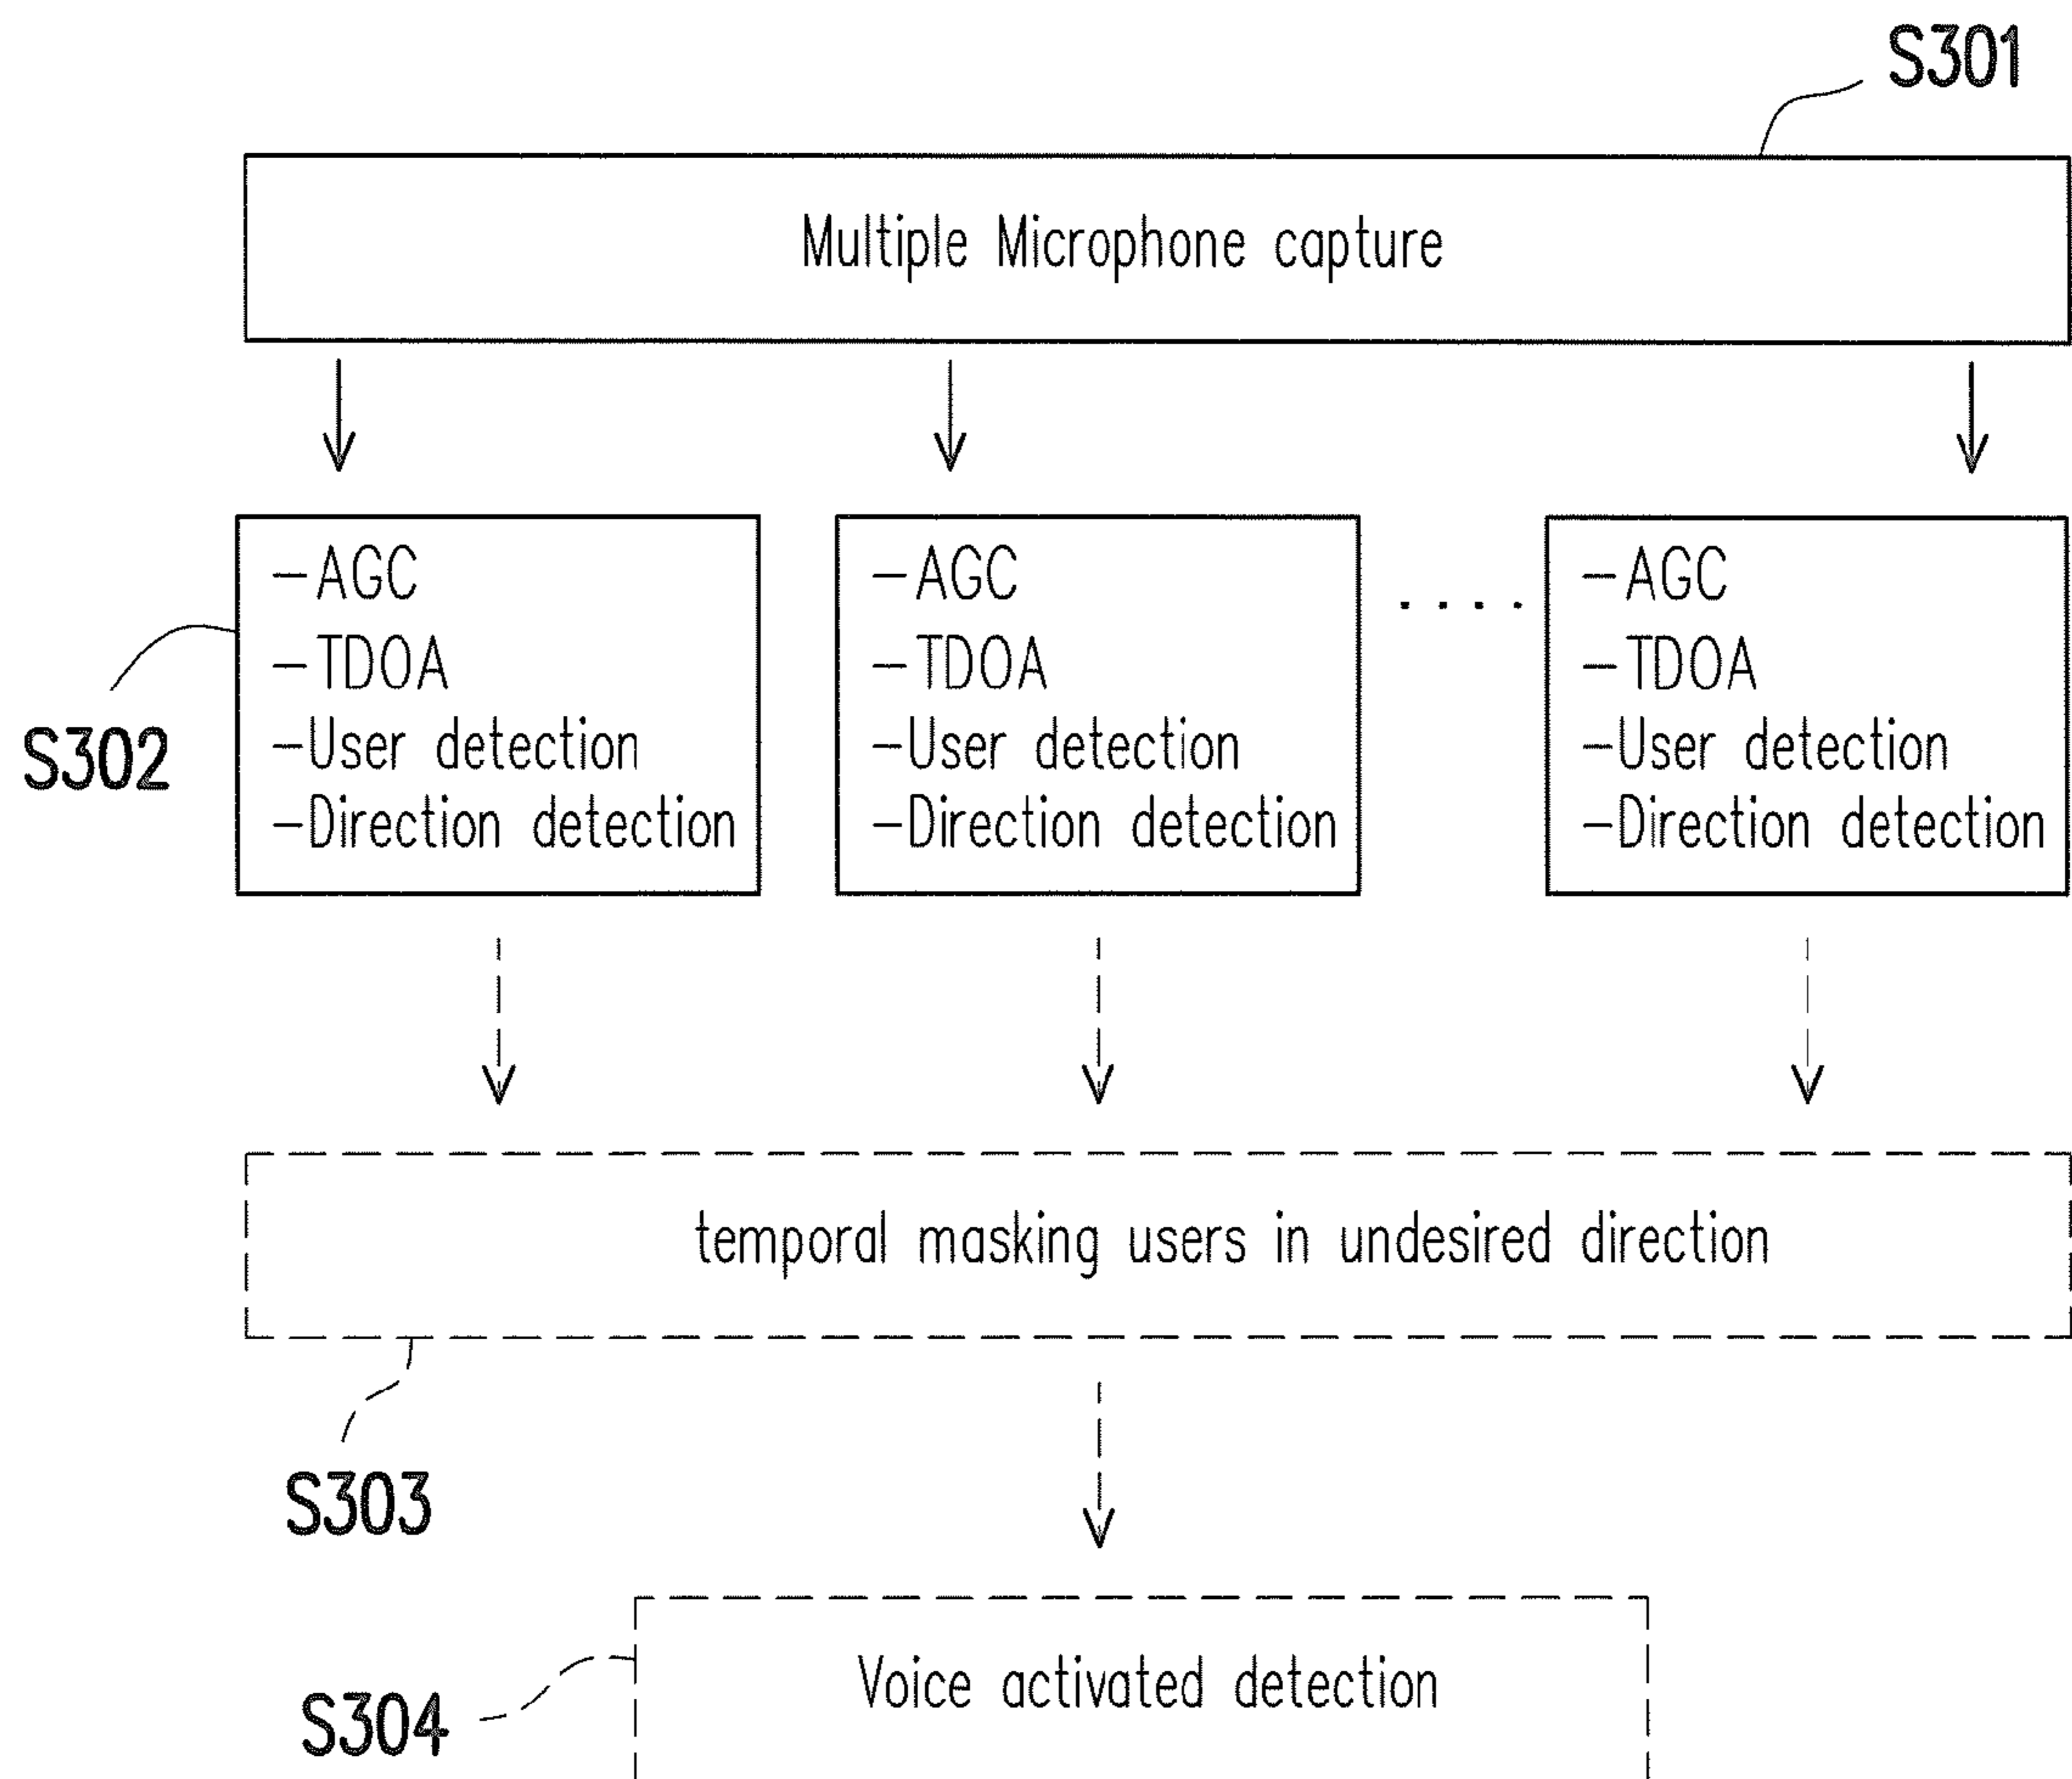 S301
Multiple Microphone capture
-AGC
-TDOA
-User detection
-Direction detection
-AGC
-TDOA
-User detection
-Direction detection
....
-AGC
-TDOA
-User detection
-Direction detection
S302
temporal masking users in undesired direction
S303
Voice activated detection
S304